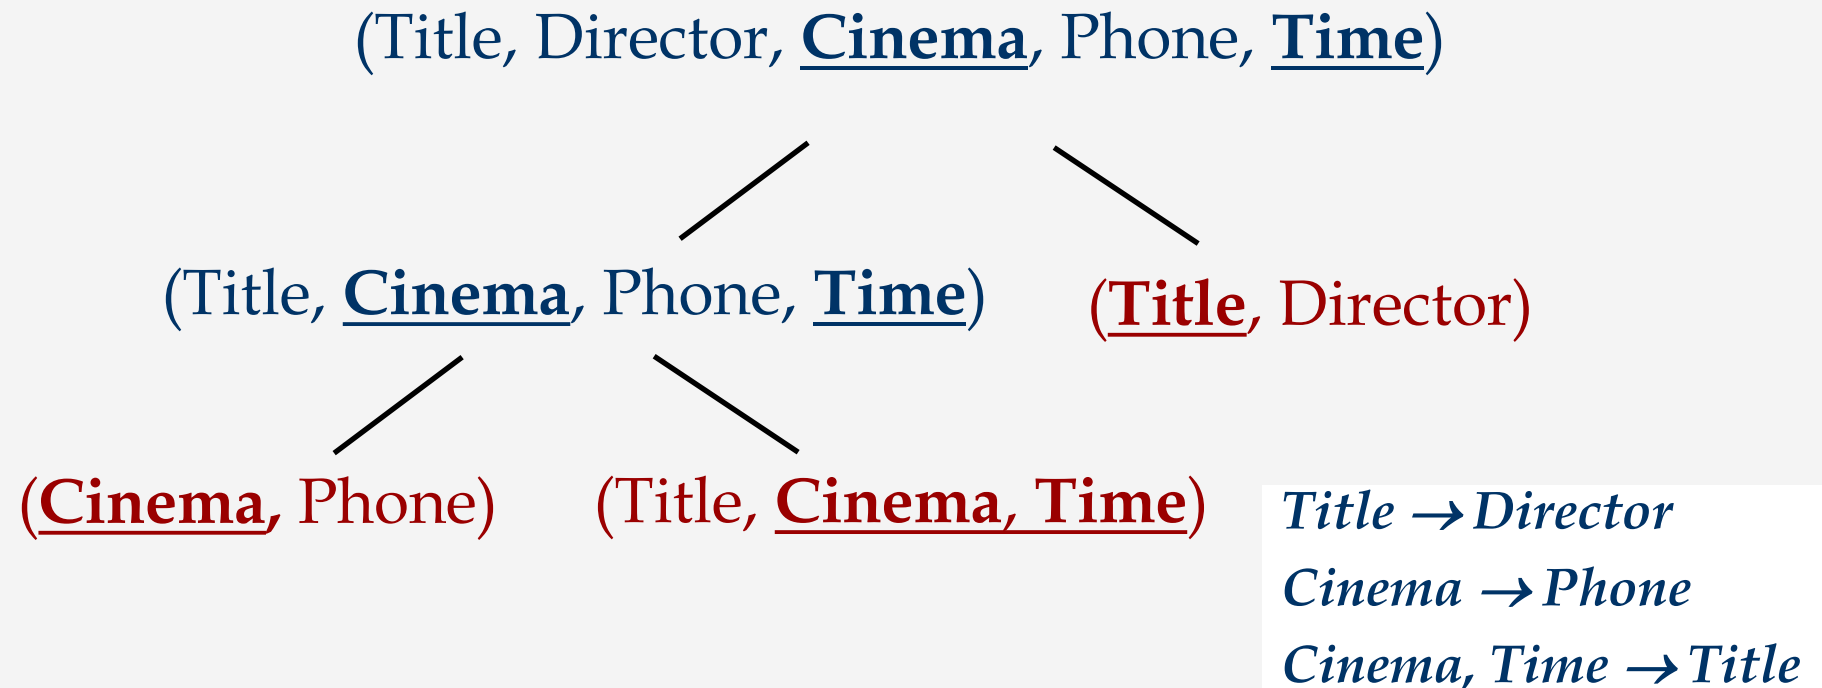 (Title, Director, Cinema, Phone, Time)
(Title, Cinema, Phone, Time)
(Title, Director)
(Cinema, Phone)
(Title, Cinema, Time)
Title → Director
Cinema → Phone
Cinema, Time → Title